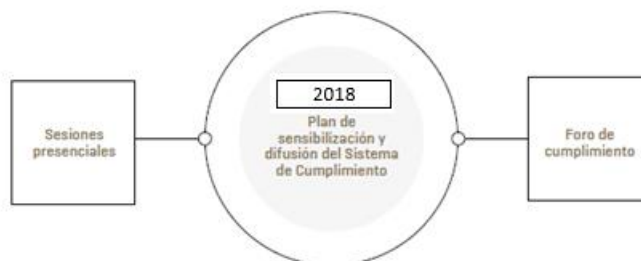 Sesiones
presenciales
2018
Plan de
sensibilización y
difusión del Sistema
de Cumplimiento
Foro de
cumplimiento